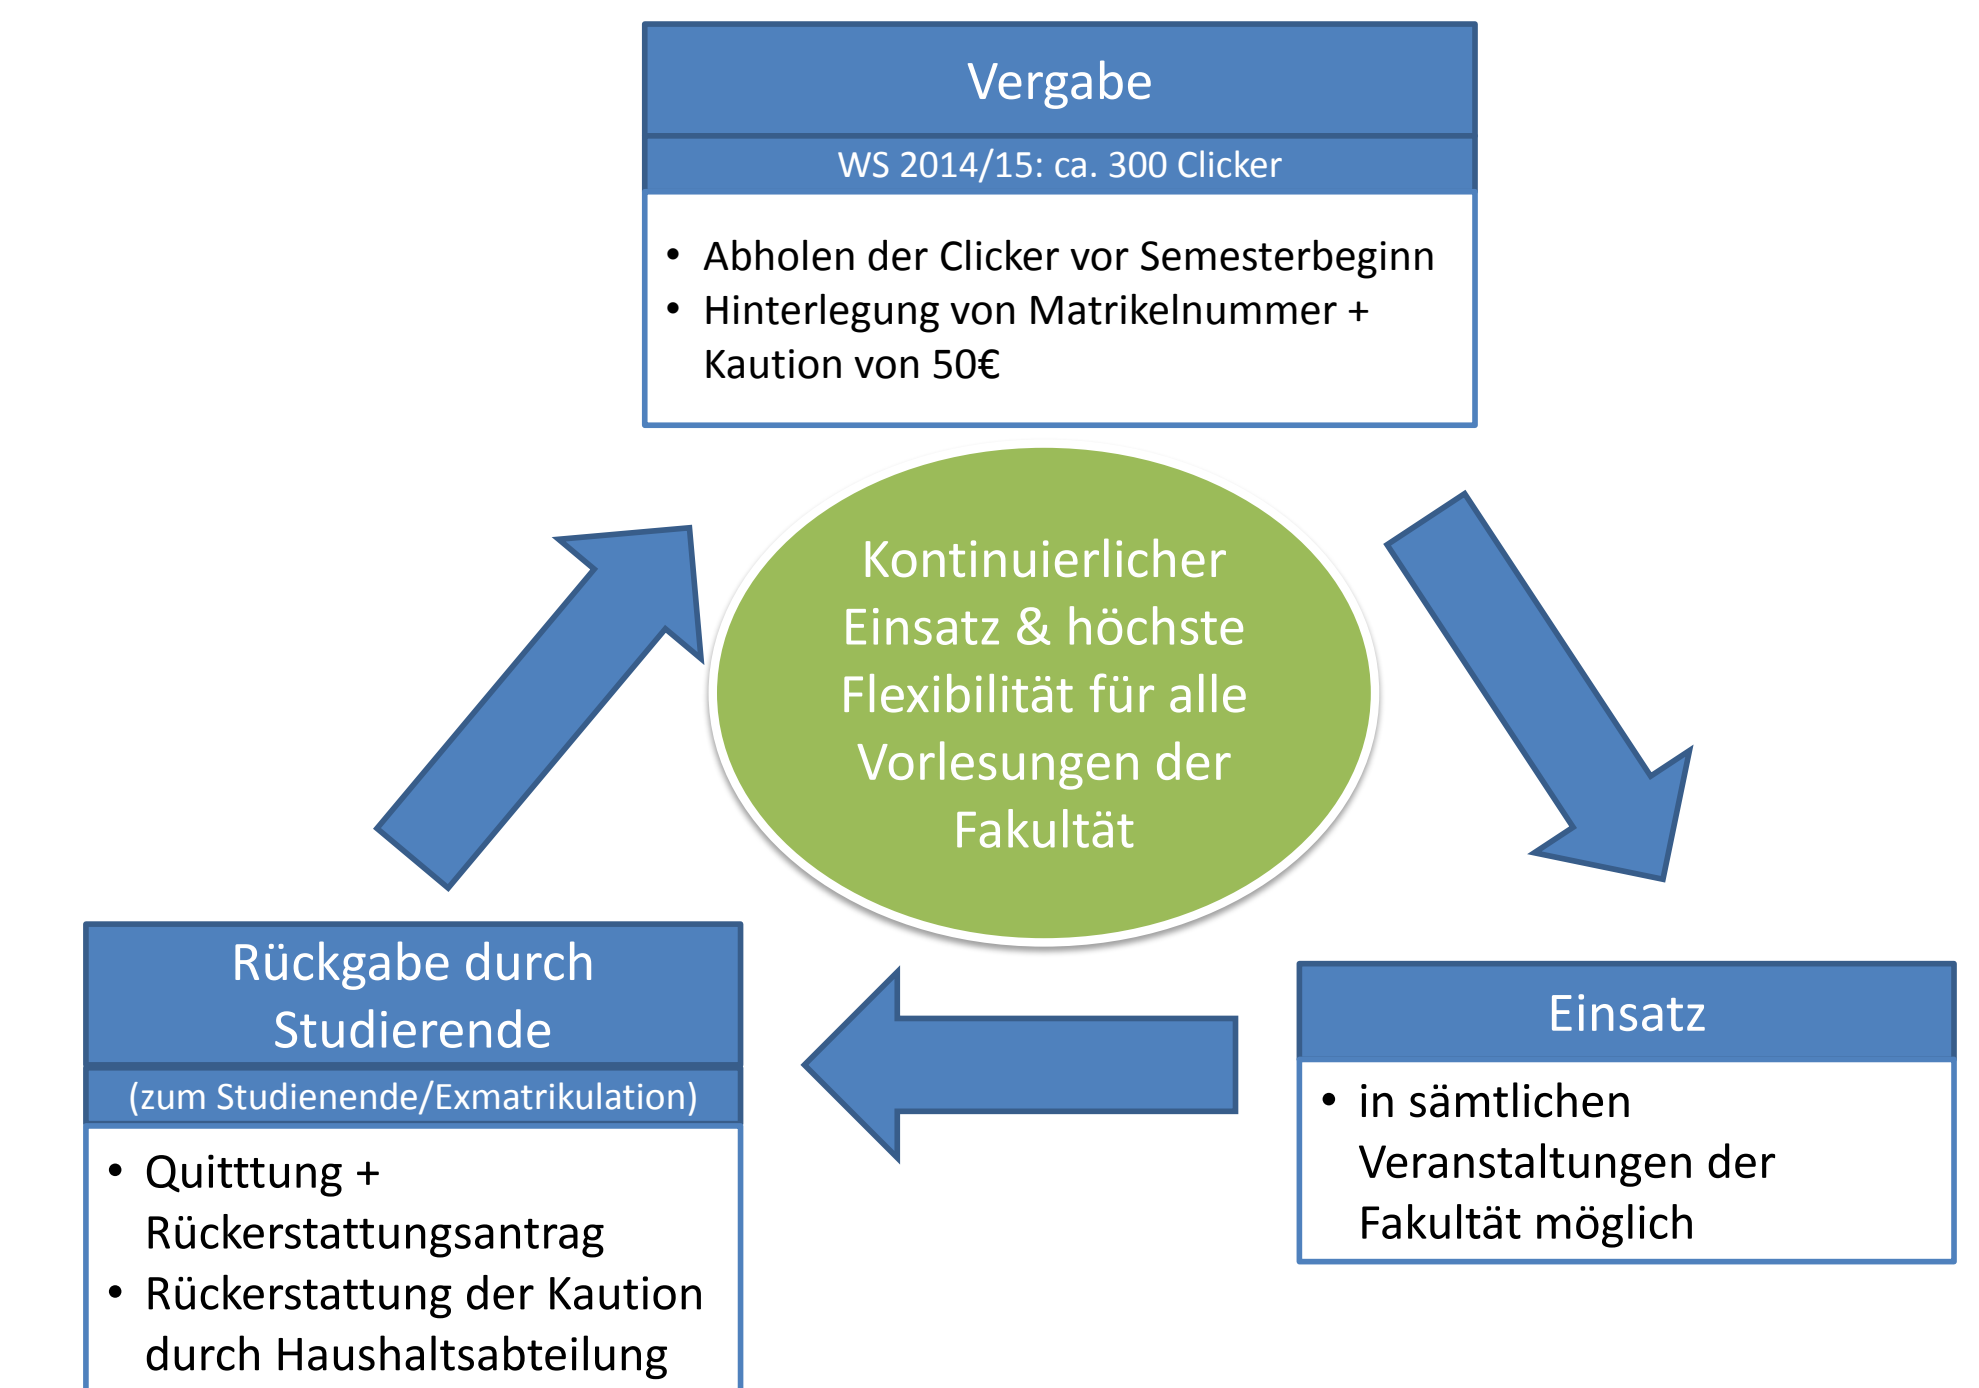 Vergabe
WS 2014/15: ca. 300 Clicker
• Abholen der Clicker vor Semesterbeginn
• Hinterlegung von Matrikelnummer +
Kaution von 50€
Kontinuierlicher
Einsatz & höchste
Flexibilität für alle
Vorlesungen der
Fakultät
Einsatz
• in sämtlichen
Veranstaltungen der
Fakultät möglich
Rückgabe durch
Studierende
(zum Studienende/Exmatrikulation)
• Quitttung +
Rückerstattungsantrag
• Rückerstattung der Kaution
durch Haushaltsabteilung